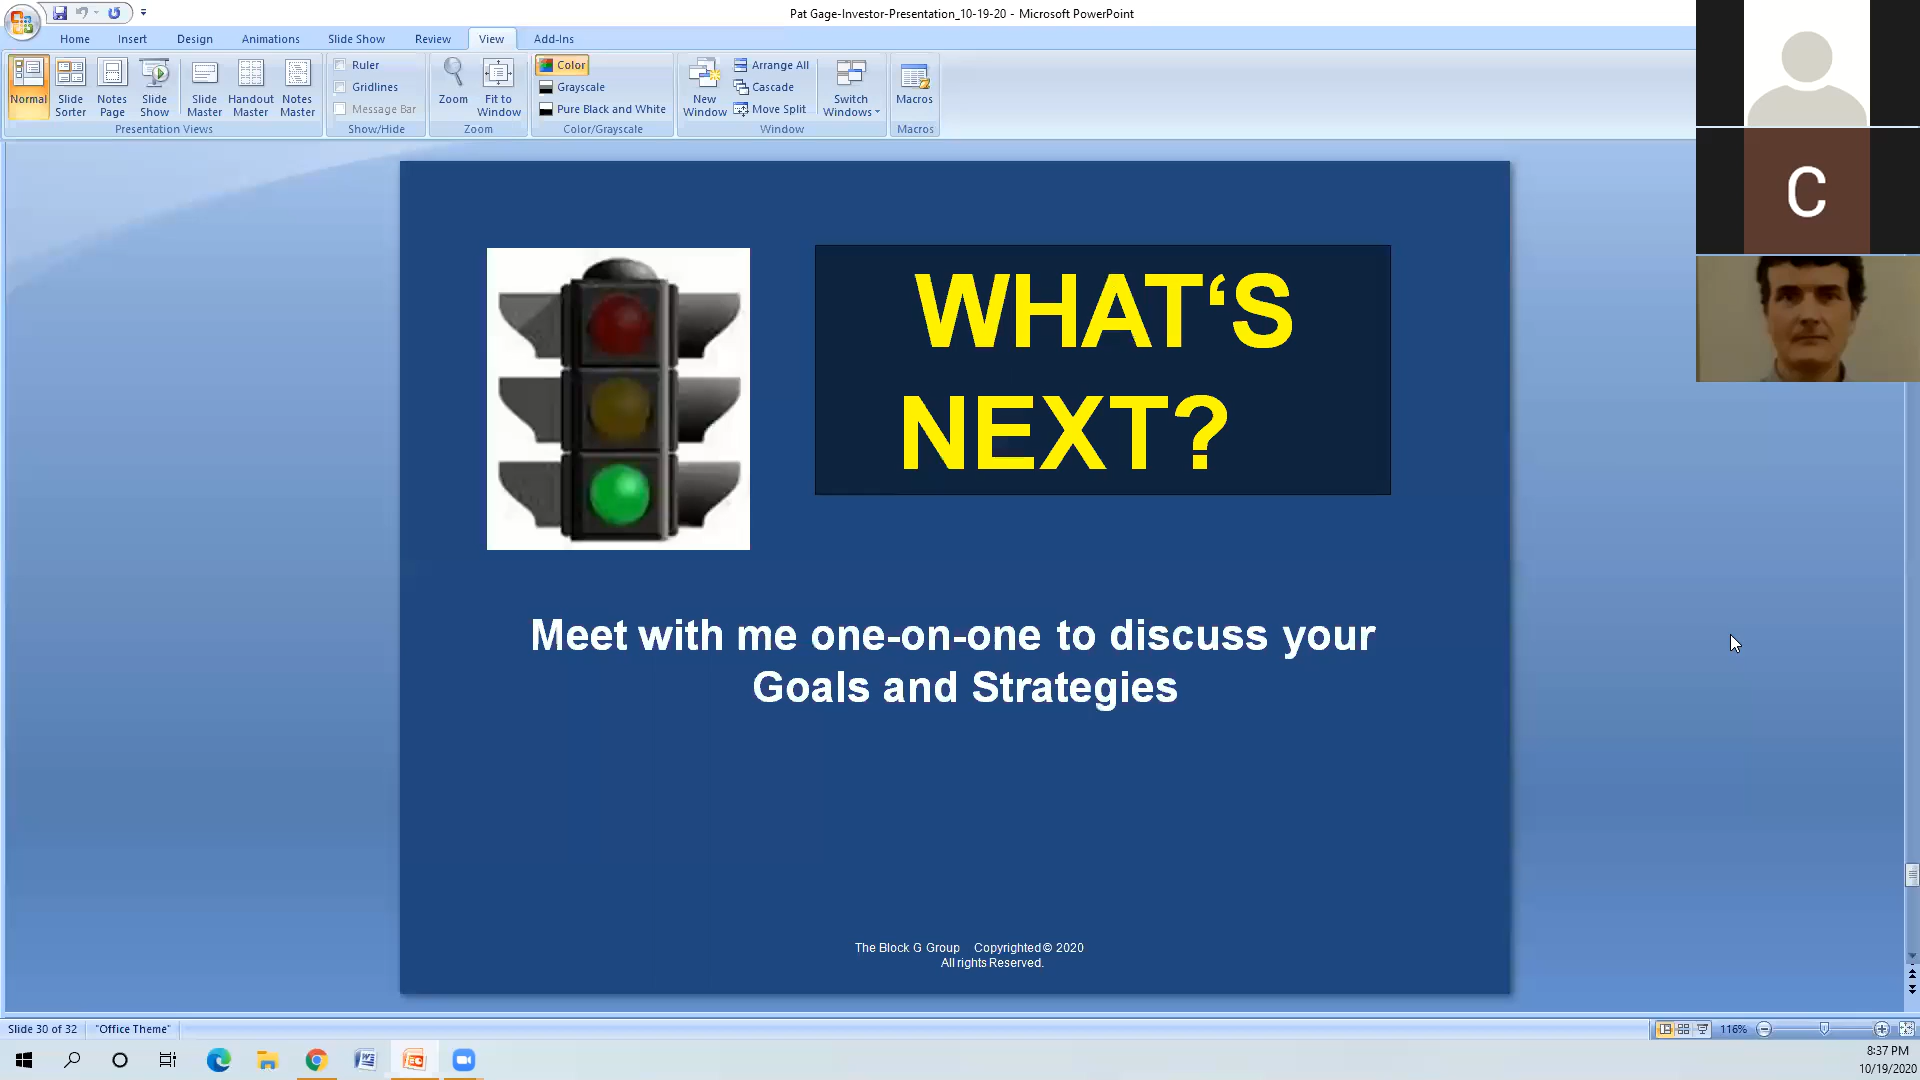 Pat Gage-Investor-Presentation_10-19-20 - Microsoft PowerPoint
Home Insert Design Animations Slide Show Review View Add-Ins
Normal
Slide Sorter
Notes Page
Slide Show
Slide Master
Handout Master
Notes Master
Presentation Views
Ruler
Gridlines
Message Bar
Show/Hide
Zoom
Fit to Window
Zoom
Color
Grayscale
Pure Black and White
Color/Grayscale
New Window
Arrange All
Cascade
Move Split
Switch Windows
Window
Macros
Macros
C
WHAT‘S
NEXT?
Meet with me one-on-one to discuss your
Goals and Strategies
The Block G Group Copyrighted © 2020
All rights Reserved.
Slide 30 of 32 "Office Theme" 116%
8:37 PM
10/19/2020